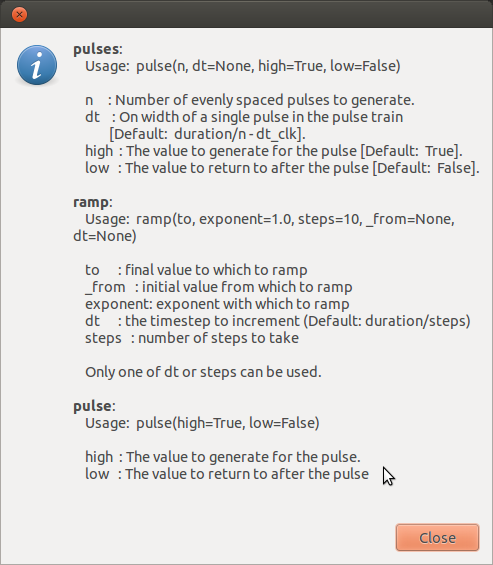 pulses:
Usage: pulse(n, dt=None, high=True, low=False)
n : Number of evenly spaced pulses to generate.
dt : On width of a single pulse in the pulse train
[Default: duration/n - dt_clk].
high : The value to generate for the pulse [Default: True].
low : The value to return to after the pulse [Default: False].
ramp:
Usage: ramp(to, exponent=1.0, steps=10, _from=None,
dt=None)
to : final value to which to ramp
_from : initial value from which to ramp
exponent: exponent with which to ramp
dt : the timestep to increment (Default: duration/steps)
steps : number of steps to take
Only one of dt or steps can be used.
pulse:
Usage: pulse(high=True, low=False)
high : The value to generate for the pulse.
low : The value to return to after the pulse
Close